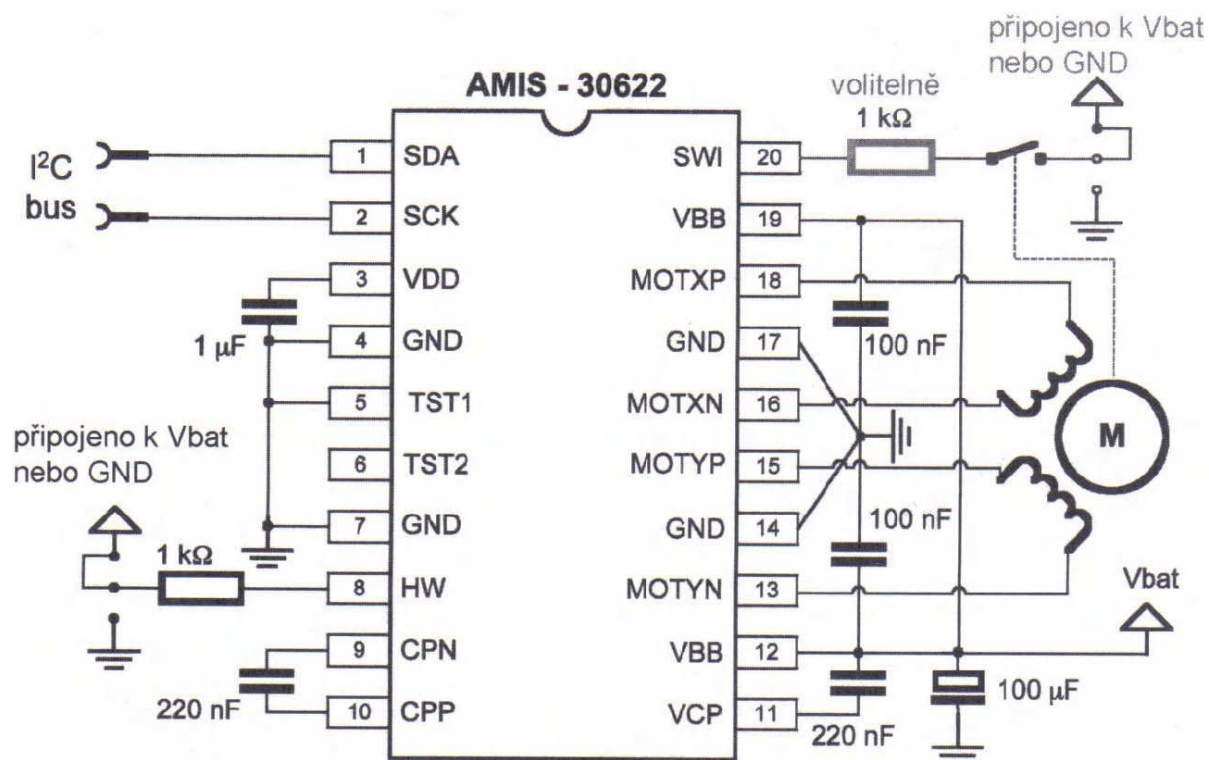 AMIS - 30622
připojeno k Vbat
nebo GND
volitelně
1 kΩ
I²C
bus
1 SDA
2 SCK
3 VDD
4 GND
5 TST1
6 TST2
7 GND
8 HW
9 CPN
10 CPP
1 µF
připojeno k Vbat
nebo GND
1 kΩ
220 nF
SWI 20
VBB 19
MOTXP 18
GND 17
MOTXN 16
MOTYP 15
GND 14
MOTYN 13
VBB 12
VCP 11
100 nF
100 nF
M
Vbat
220 nF
100 µF